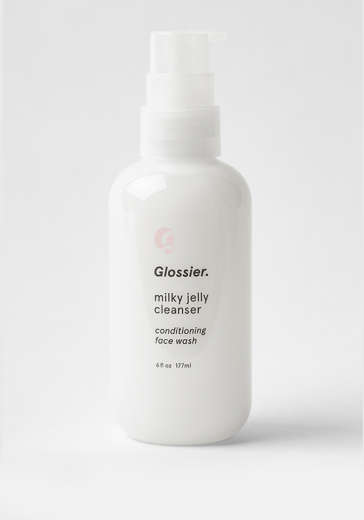 Glossier.
milky jelly
cleanser
conditioning
face wash
6 fl oz 177ml